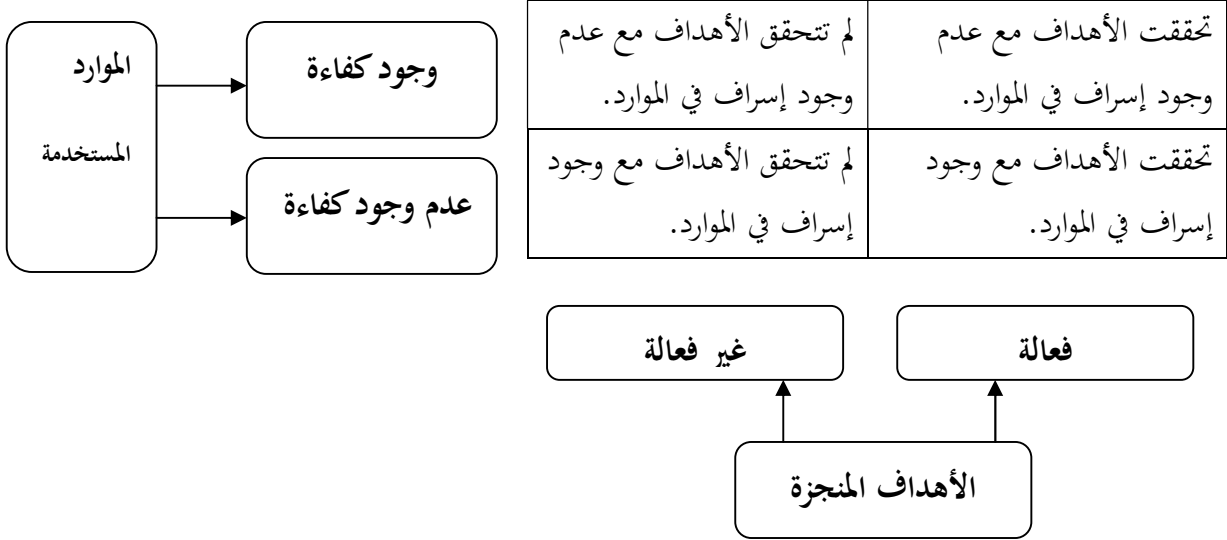 تحققت الأهداف مع عدم
وجود إسراف في الموارد.
لم تتحقق الأهداف مع عدم
وجود إسراف في الموارد.
وجود كفاءة
الموارد
المستخدمة
تحققت الأهداف مع وجود
إسراف في الموارد.
لم تتحقق الأهداف مع وجود
إسراف في الموارد.
عدم وجود كفاءة
فعالة
غير فعالة
الأهداف المنجزة